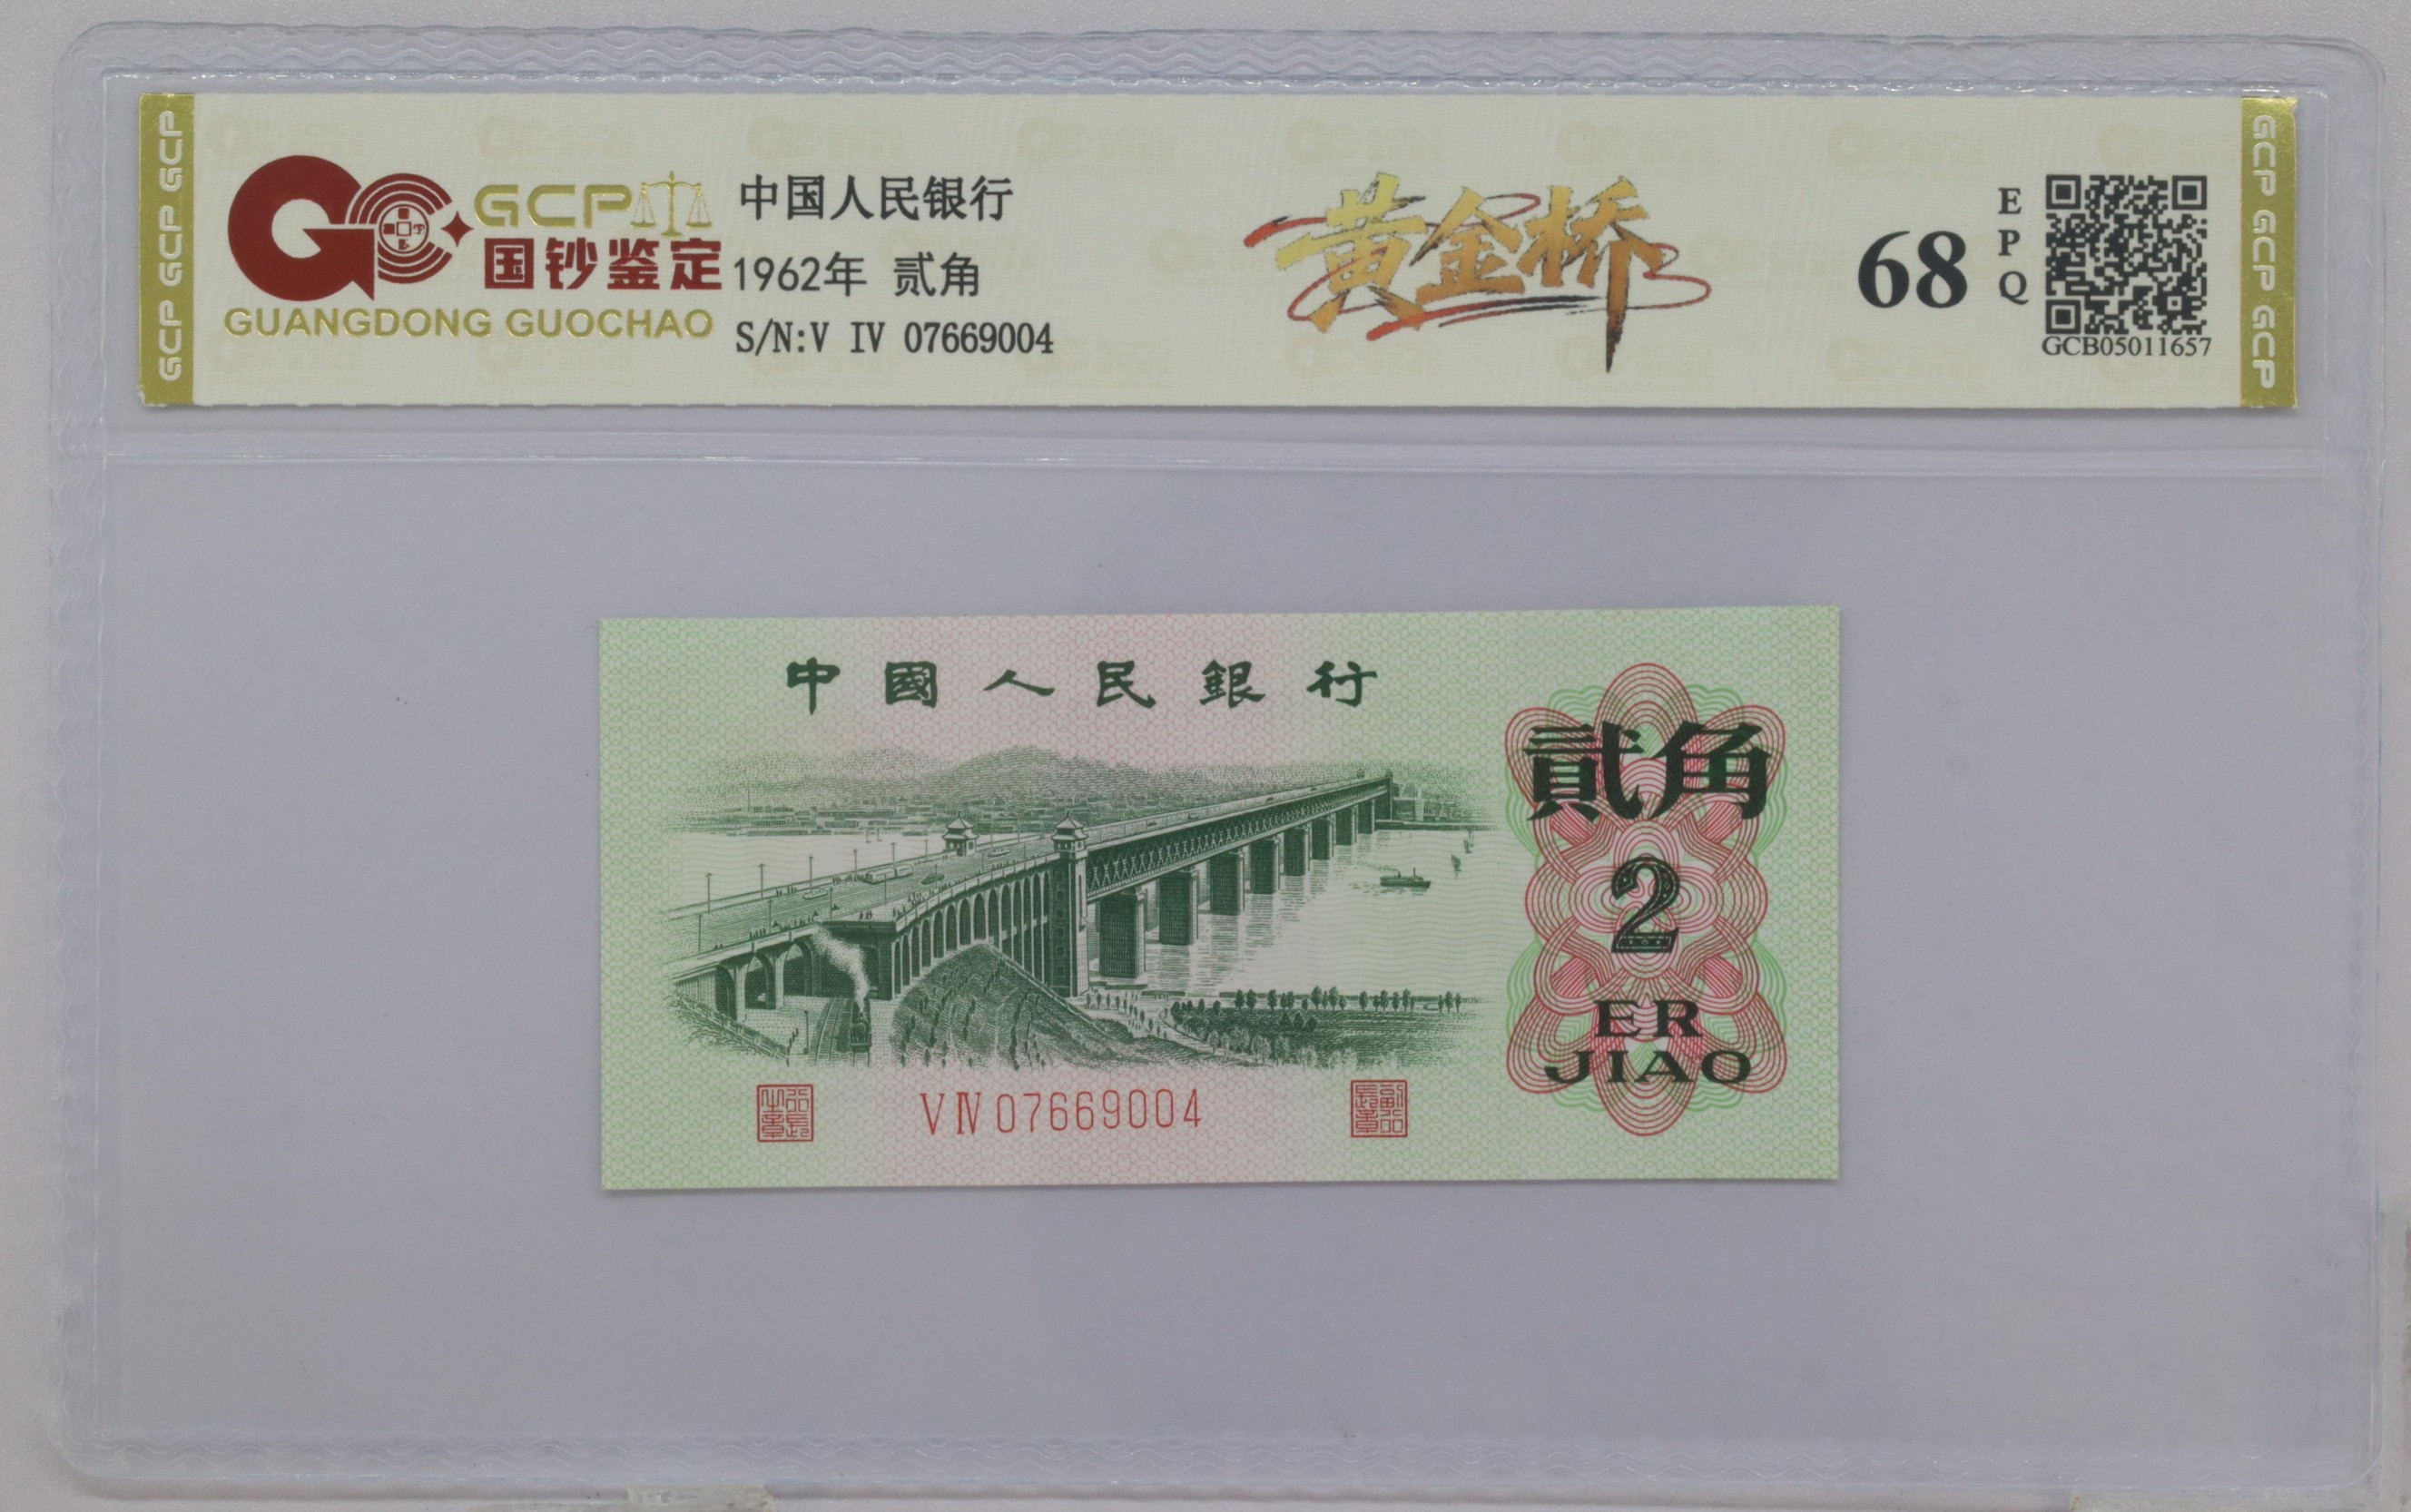 GCP GCP GCP
GCP
国钞鉴定
GUANGDONG GUOCHAO
中国人民银行
1962年 贰角
S/N:V IV 07669004
黄金桥
68
EPQ
GCB05011657
GCP GCP GCP
中國人民銀行
貳角
2
ER
JIAO
V IV 07669004